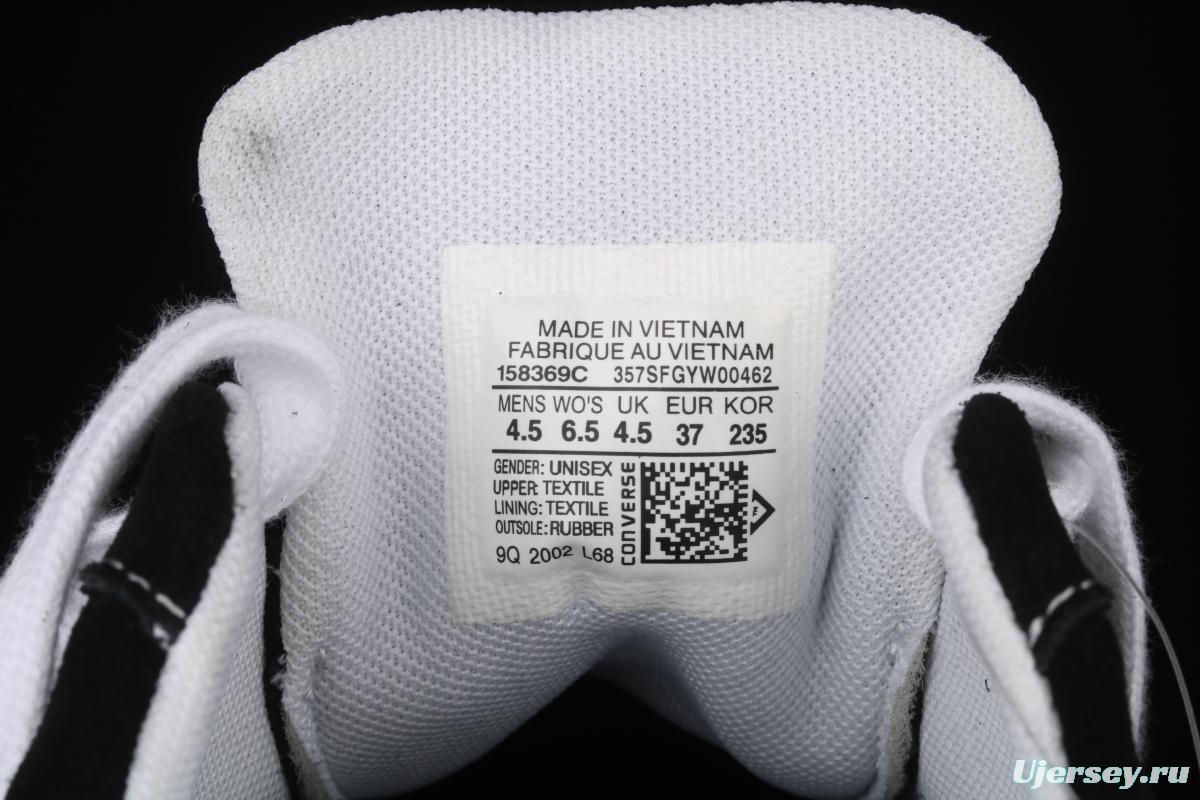 MADE IN VIETNAM
FABRIQUE AU VIETNAM
158369C 357SFGYW00462
MENS WO'S UK EUR KOR
4.5 6.5 4.5 37 235
GENDER: UNISEX
UPPER: TEXTILE
LINING: TEXTILE
OUTSOLE: RUBBER
9Q 2002 L68
CONVERSE
F
Ujersey.ru